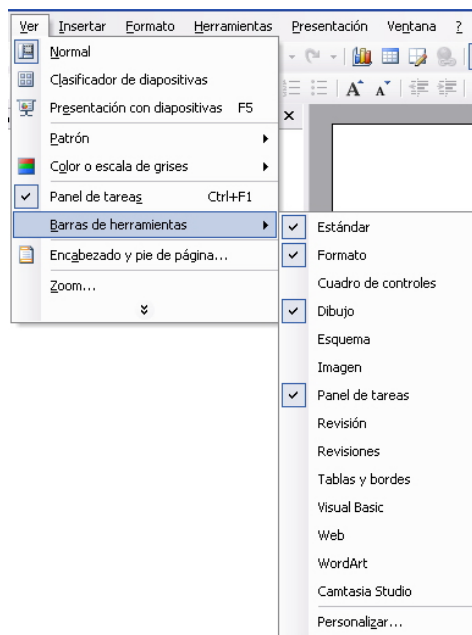 Ver Insertar Formato Herramientas Presentación Ventana ?
Normal
Clasificador de diapositivas
Presentación con diapositivas F5
Patrón
Color o escala de grises
Panel de tareas Ctrl+F1
Barras de herramientas
Encabezado y pie de página...
Zoom...
Estándar
Formato
Cuadro de controles
Dibujo
Esquema
Imagen
Panel de tareas
Revisión
Revisiones
Tablas y bordes
Visual Basic
Web
WordArt
Camtasia Studio
Personalizar...